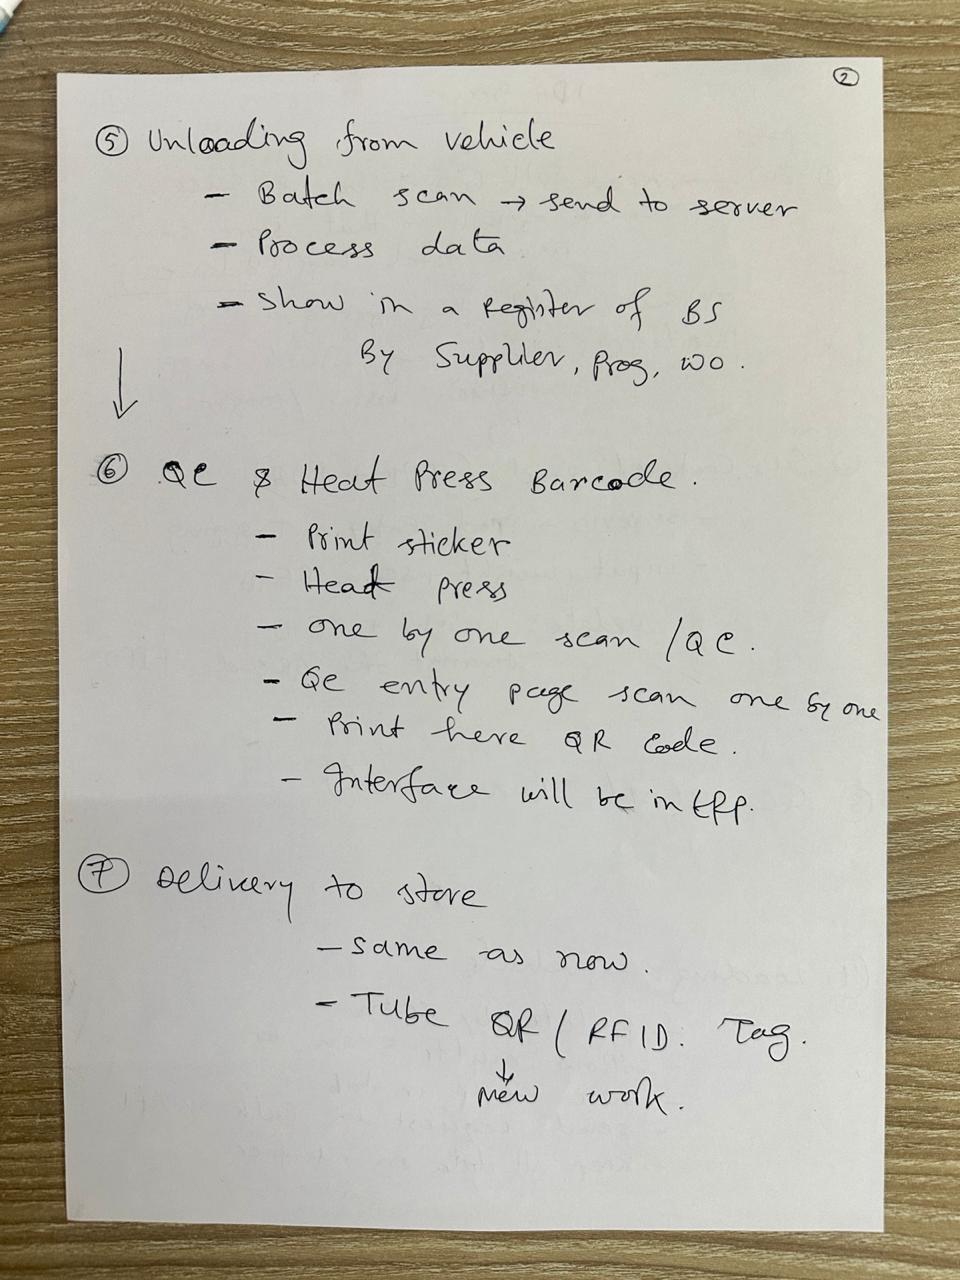 2
5 Unloading from vehicle
- Batch scan → send to server
- Process data
- Show in a Register of BS
By Supplier, Prog, WO.
↓
6 QC & Heat Press Barcode.
- Print sticker
- Heat press
- one by one scan / QC.
- QC entry page scan one by one
- Print here QR Code.
- Interface will be in ERP.
7 Delivery to store
- same as now.
- Tube QR / RFID. Tag.
↓
new work.